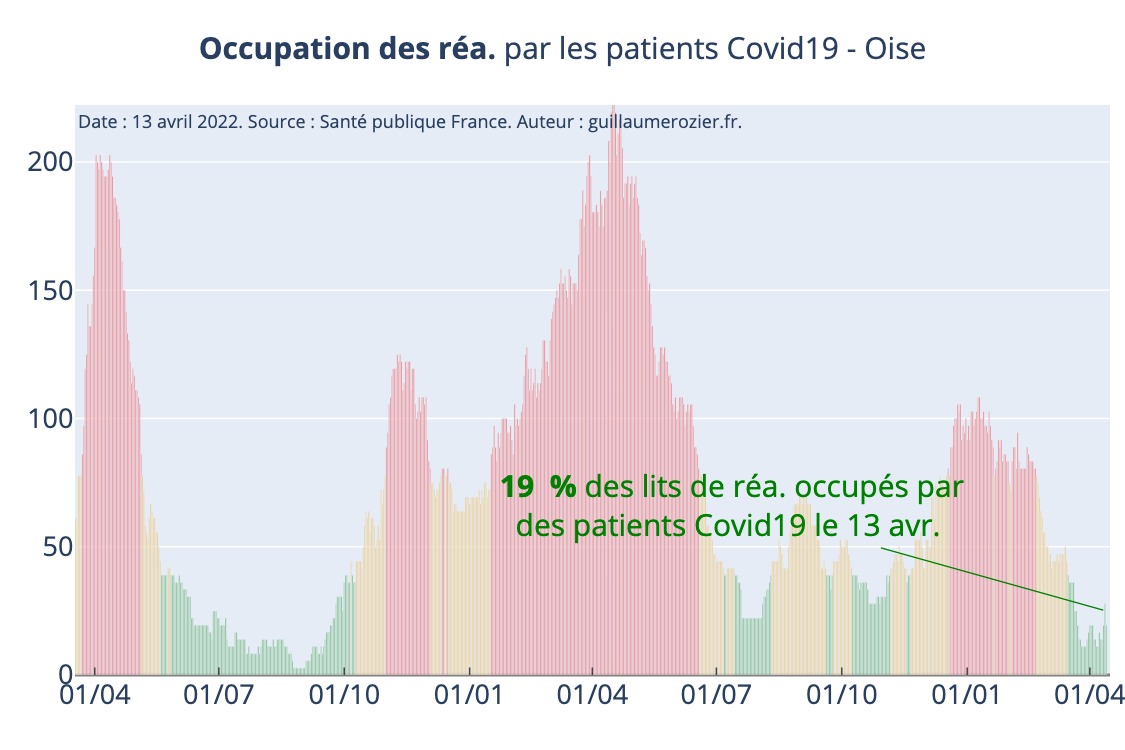 Occupation des réa. par les patients Covid19 - Oise
Date : 13 avril 2022. Source : Santé publique France. Auteur : guillaumerozier.fr.
200
150
100
50
0
19 % des lits de réa. occupés par
des patients Covid19 le 13 avr.
01/04 01/07 01/10 01/01 01/04 01/07 01/10 01/01 01/04